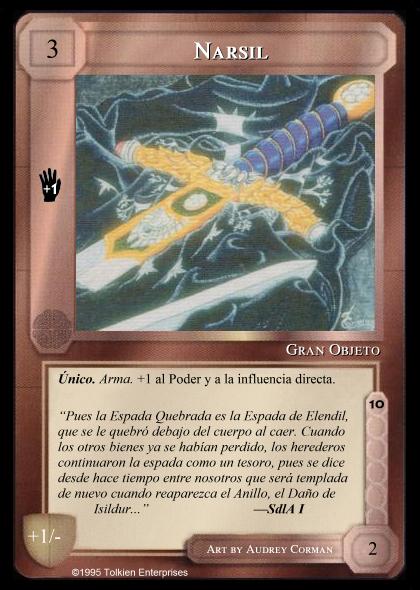 3
NARSIL
+1
GRAN OBJETO
Único. Arma. +1 al Poder y a la influencia directa.
10
“Pues la Espada Quebrada es la Espada de Elendil,
que se le quebró debajo del cuerpo al caer. Cuando
los otros bienes ya se habían perdido, los herederos
continuaron la espada como un tesoro, pues se dice
desde hace tiempo entre nosotros que será templada
de nuevo cuando reaparezca el Anillo, el Daño de
Isildur...” —SdlA I
+1/-
ART BY AUDREY CORMAN
2
©1995 Tolkien Enterprises